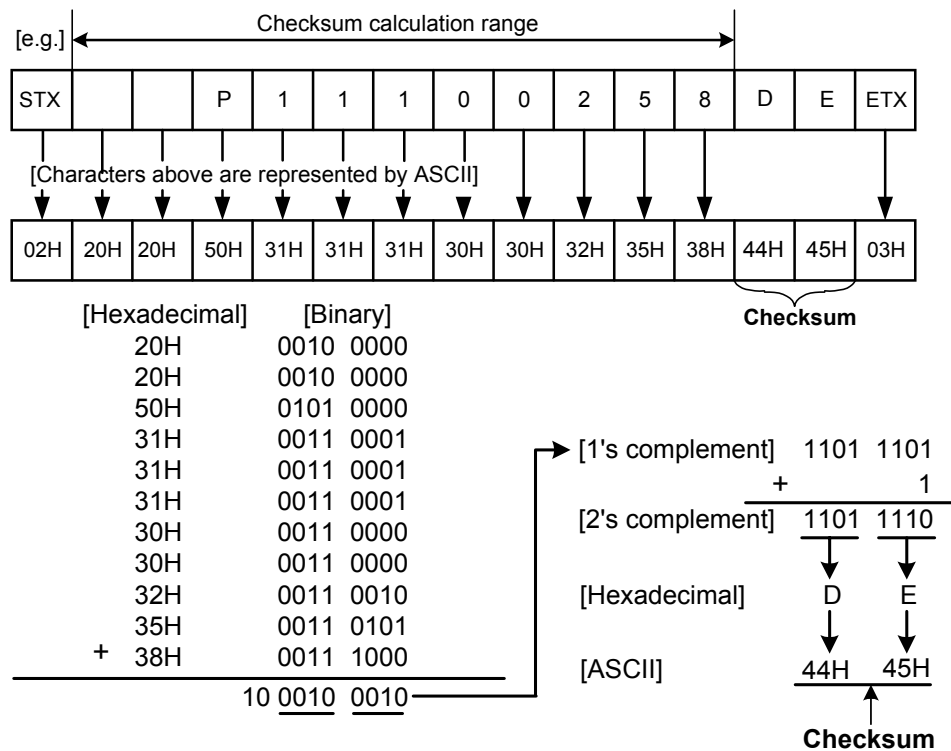 Checksum calculation range
[e.g.]
STX P 1 1 1 0 0 2 5 8 D E ETX
[Characters above are represented by ASCII]
02H 20H 20H 50H 31H 31H 31H 30H 30H 32H 35H 38H 44H 45H 03H
Checksum
[Hexadecimal] [Binary]
20H 0010 0000
20H 0010 0000
50H 0101 0000
31H 0011 0001
31H 0011 0001
31H 0011 0001
30H 0011 0000
30H 0011 0000
32H 0011 0010
35H 0011 0101
+ 38H 0011 1000
10 0010 0010
[1's complement] 1101 1101
+ 1
[2's complement] 1101 1110
[Hexadecimal] D E
[ASCII] 44H 45H
Checksum